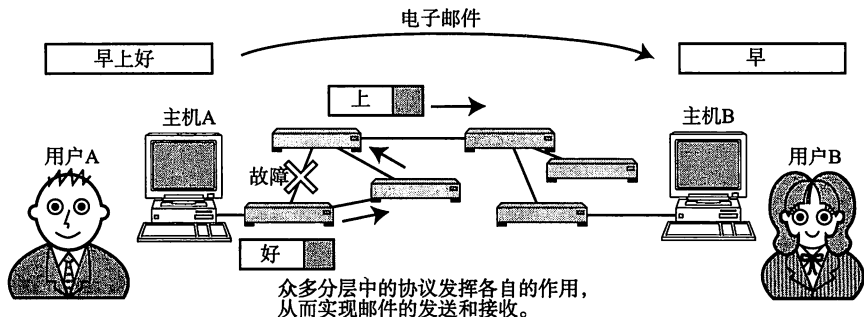 电子邮件
早上好
早
上
主机A
主机B
用户A
用户B
故障
好
众多分层中的协议发挥各自的作用，
从而实现邮件的发送和接收。